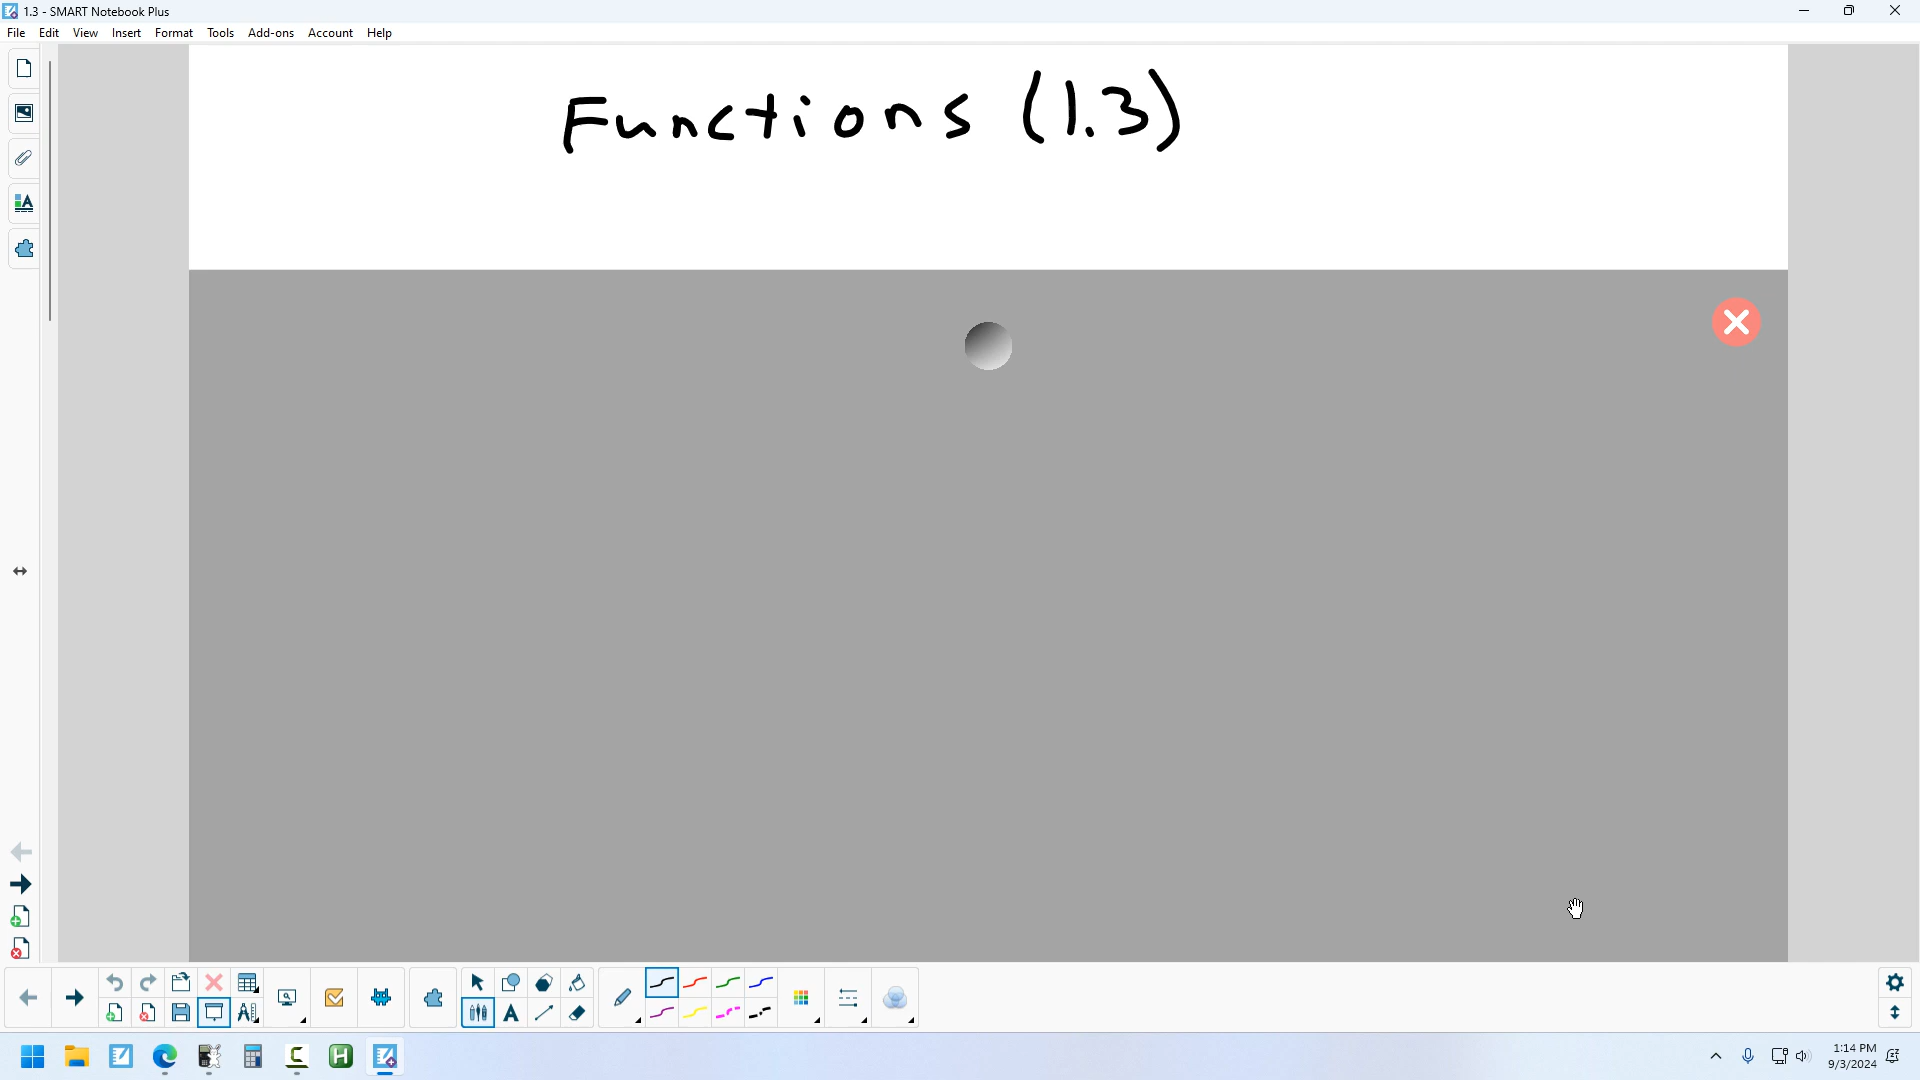 1.3 - SMART Notebook Plus
File Edit View Insert Format Tools Add-ons Account Help
Functions (1.3)
1:14 PM
9/3/2024